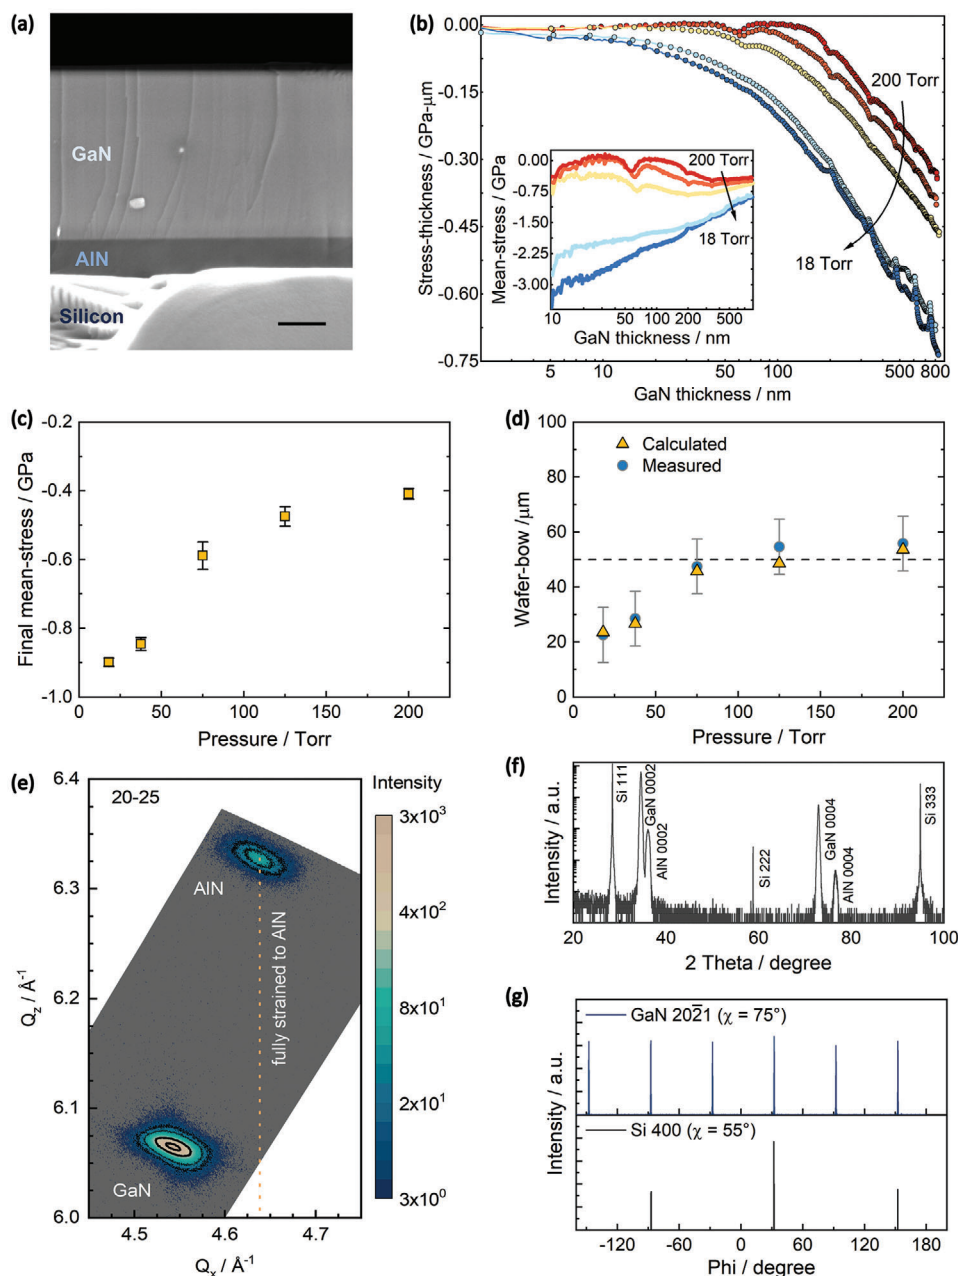 (a)
GaN
AlN
Silicon
(b)
0.00
-0.15
-0.30
-0.45
-0.60
-0.75
Stress-thickness / GPa-μm
200 Torr
18 Torr
5
10
50
100
500
800
GaN thickness / nm
0.00
-0.75
-1.50
-2.25
-3.00
Mean-stress / GPa
200 Torr
18 Torr
10
50
100
200
500
GaN thickness / nm
(c)
-0.2
-0.4
-0.6
-0.8
-1.0
Final mean-stress / GPa
0
50
100
150
200
Pressure / Torr
(d)
100
80
60
40
20
0
Wafer-bow /μm
Calculated
Measured
0
50
100
150
200
Pressure / Torr
(e)
20-25
6.4
6.3
6.2
6.1
6.0
Q_z / Å⁻¹
AlN
fully strained to AlN
GaN
4.5
4.6
4.7
Q_x / Å⁻¹
Intensity
3x10³
4x10²
8x10¹
2x10¹
3x10⁰
(f)
Intensity / a.u.
Si 111
GaN 0002
AlN 0002
Si 222
GaN 0004
AlN 0004
Si 333
20
40
60
80
100
2 Theta / degree
(g)
Intensity / a.u.
GaN 202̅1 (χ = 75°)
Si 400 (χ = 55°)
-120
-60
0
60
120
180
Phi / degree